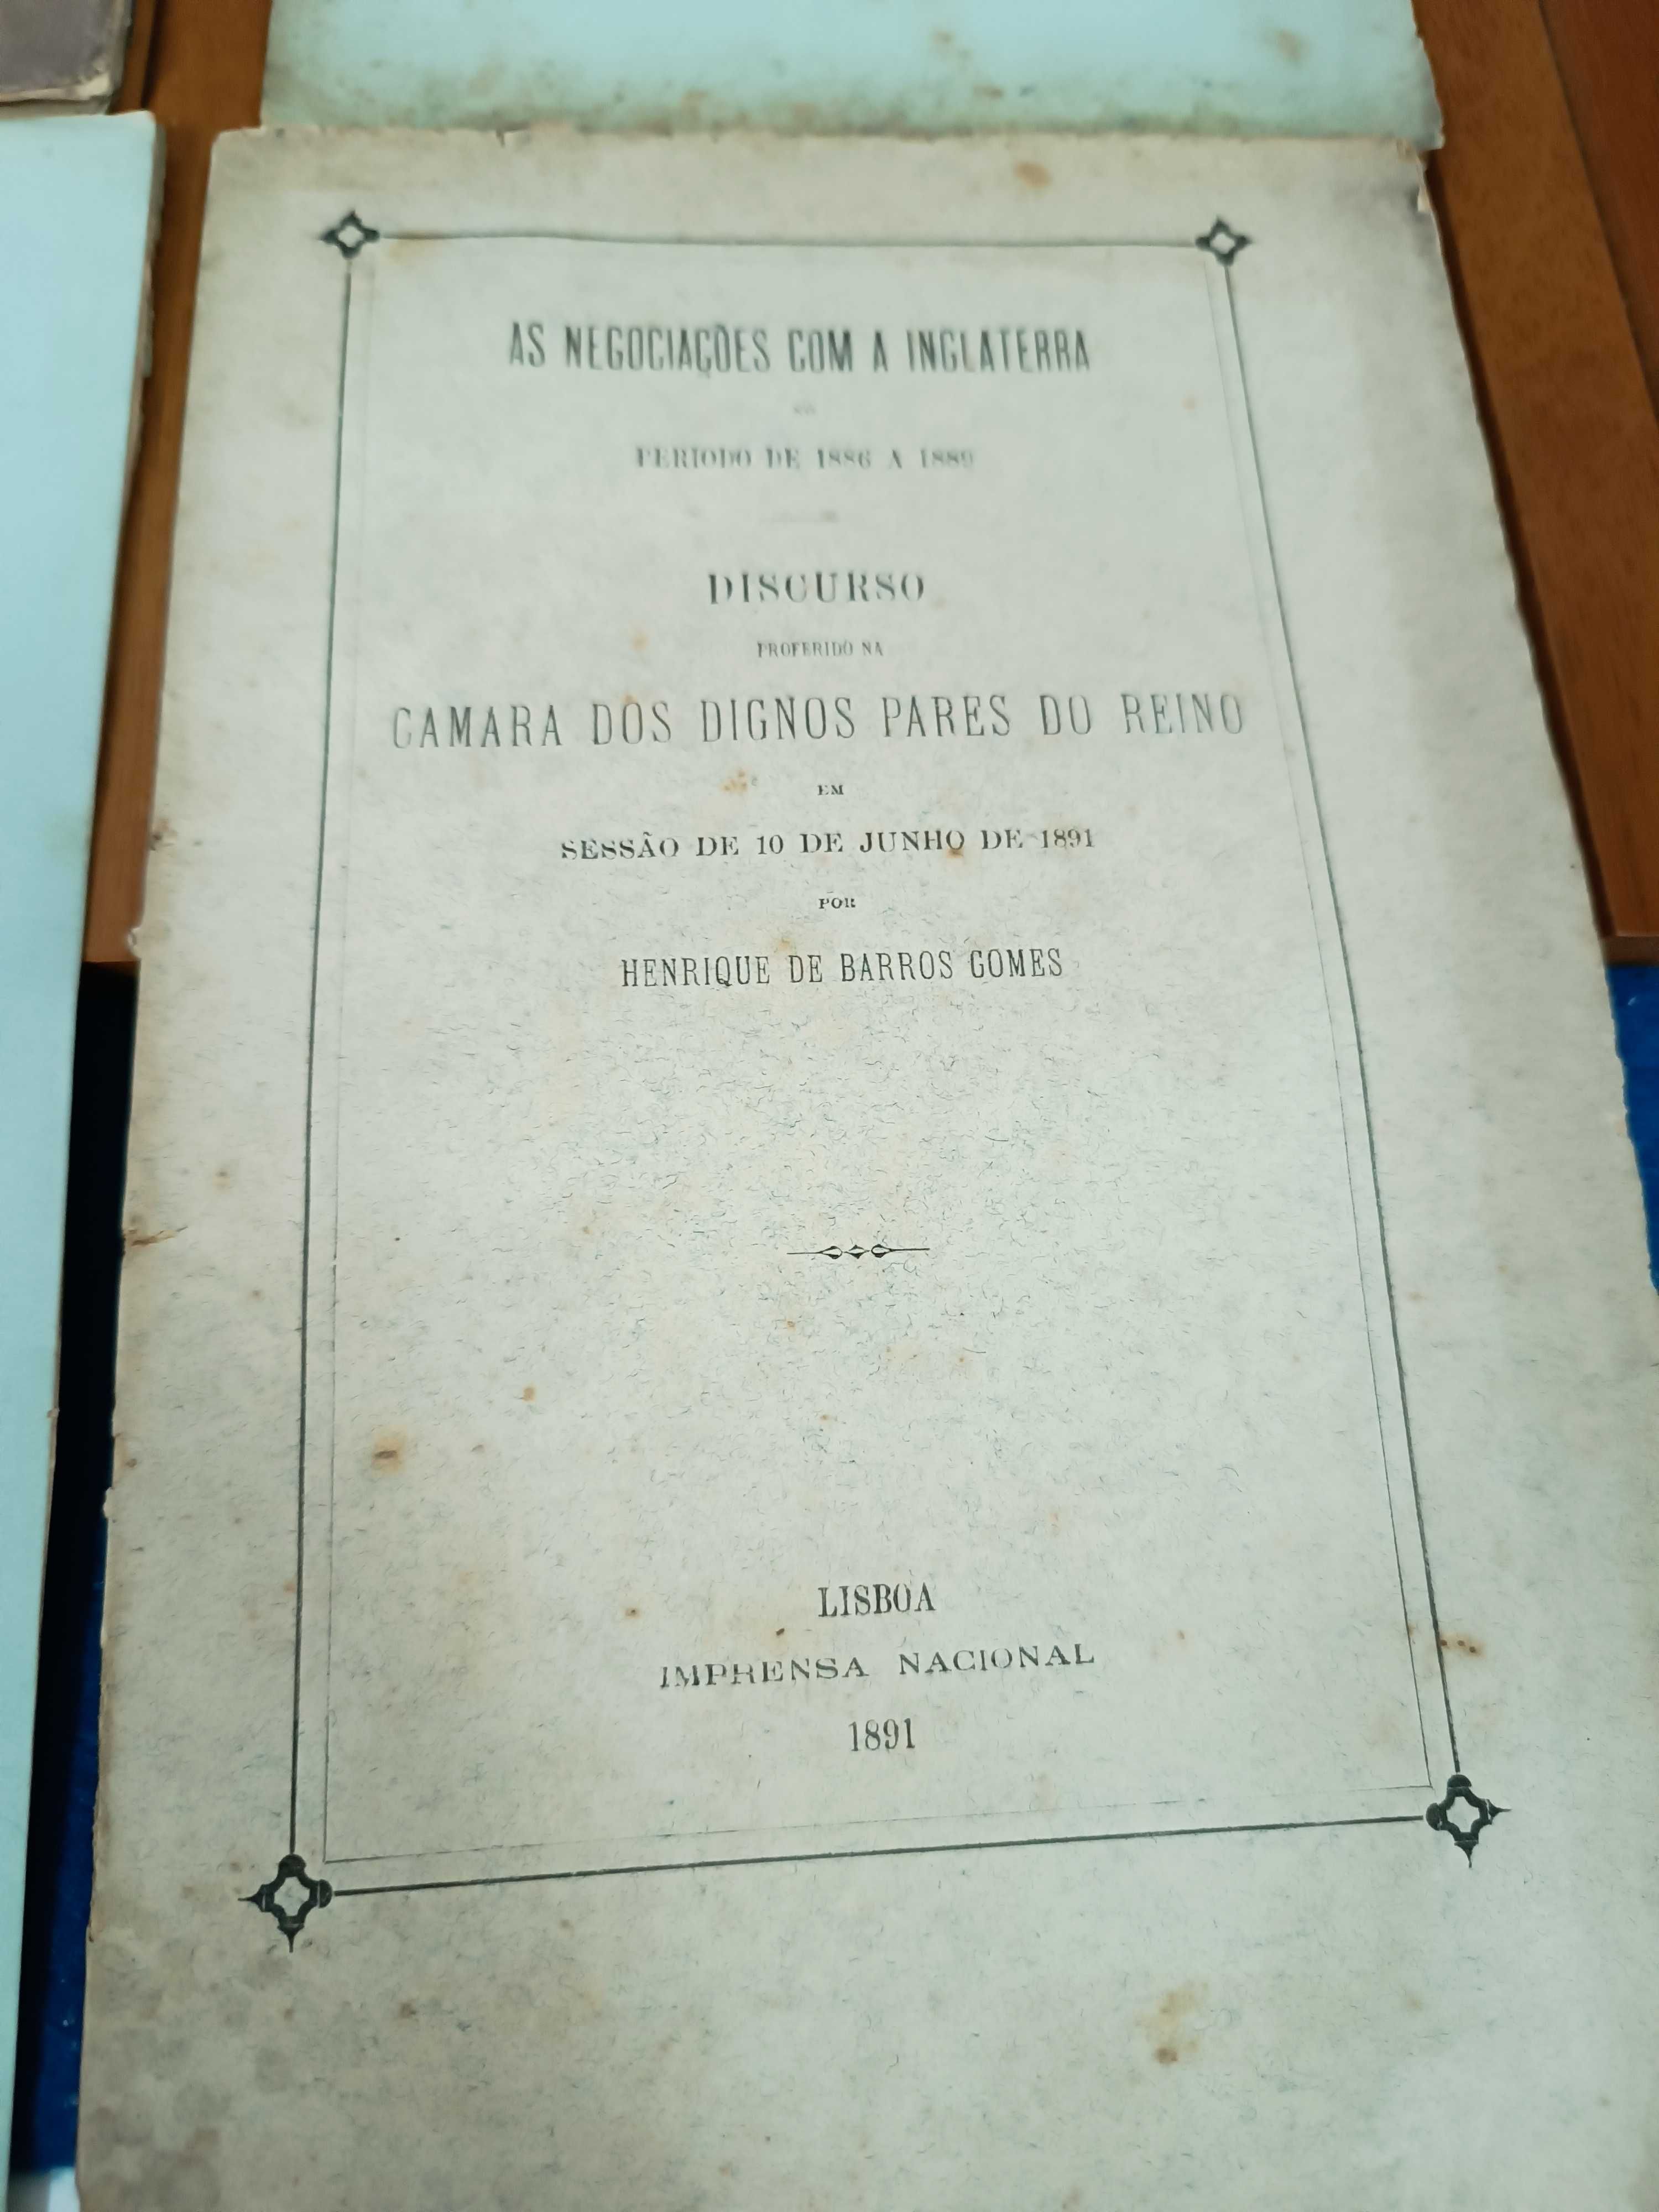 AS NEGOCIAÇÕES COM A INGLATERRA
PERIODO DE 1886 A 1889
DISCURSO
PROFERIDO NA
CAMARA DOS DIGNOS PARES DO REINO
EM
SESSÃO DE 10 DE JUNHO DE 1891
POR
HENRIQUE DE BARROS GOMES
LISBOA
IMPRENSA NACIONAL
1891